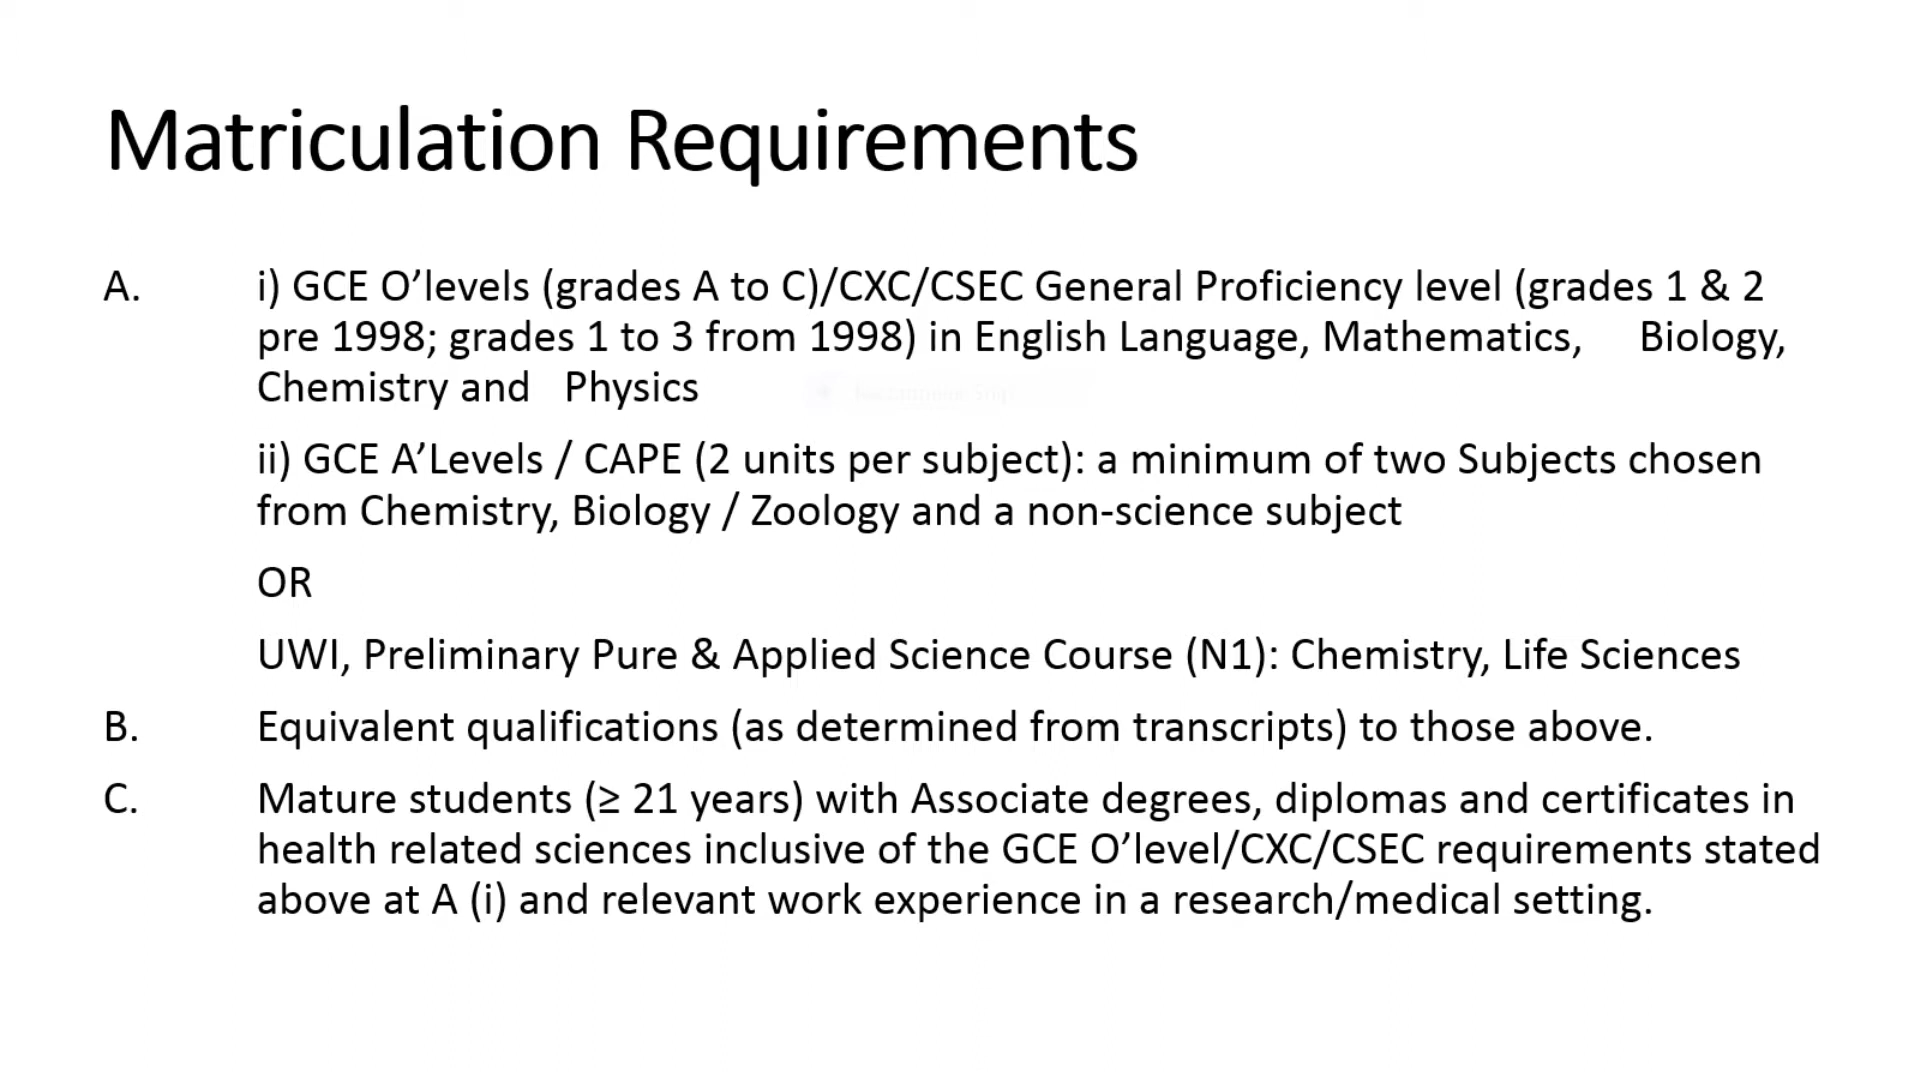 Matriculation Requirements
A. i) GCE O’levels (grades A to C)/CXC/CSEC General Proficiency level (grades 1 & 2
pre 1998; grades 1 to 3 from 1998) in English Language, Mathematics, Biology,
Chemistry and Physics
ii) GCE A’Levels / CAPE (2 units per subject): a minimum of two Subjects chosen
from Chemistry, Biology / Zoology and a non-science subject
OR
UWI, Preliminary Pure & Applied Science Course (N1): Chemistry, Life Sciences
B. Equivalent qualifications (as determined from transcripts) to those above.
C. Mature students (≥ 21 years) with Associate degrees, diplomas and certificates in
health related sciences inclusive of the GCE O’level/CXC/CSEC requirements stated
above at A (i) and relevant work experience in a research/medical setting.